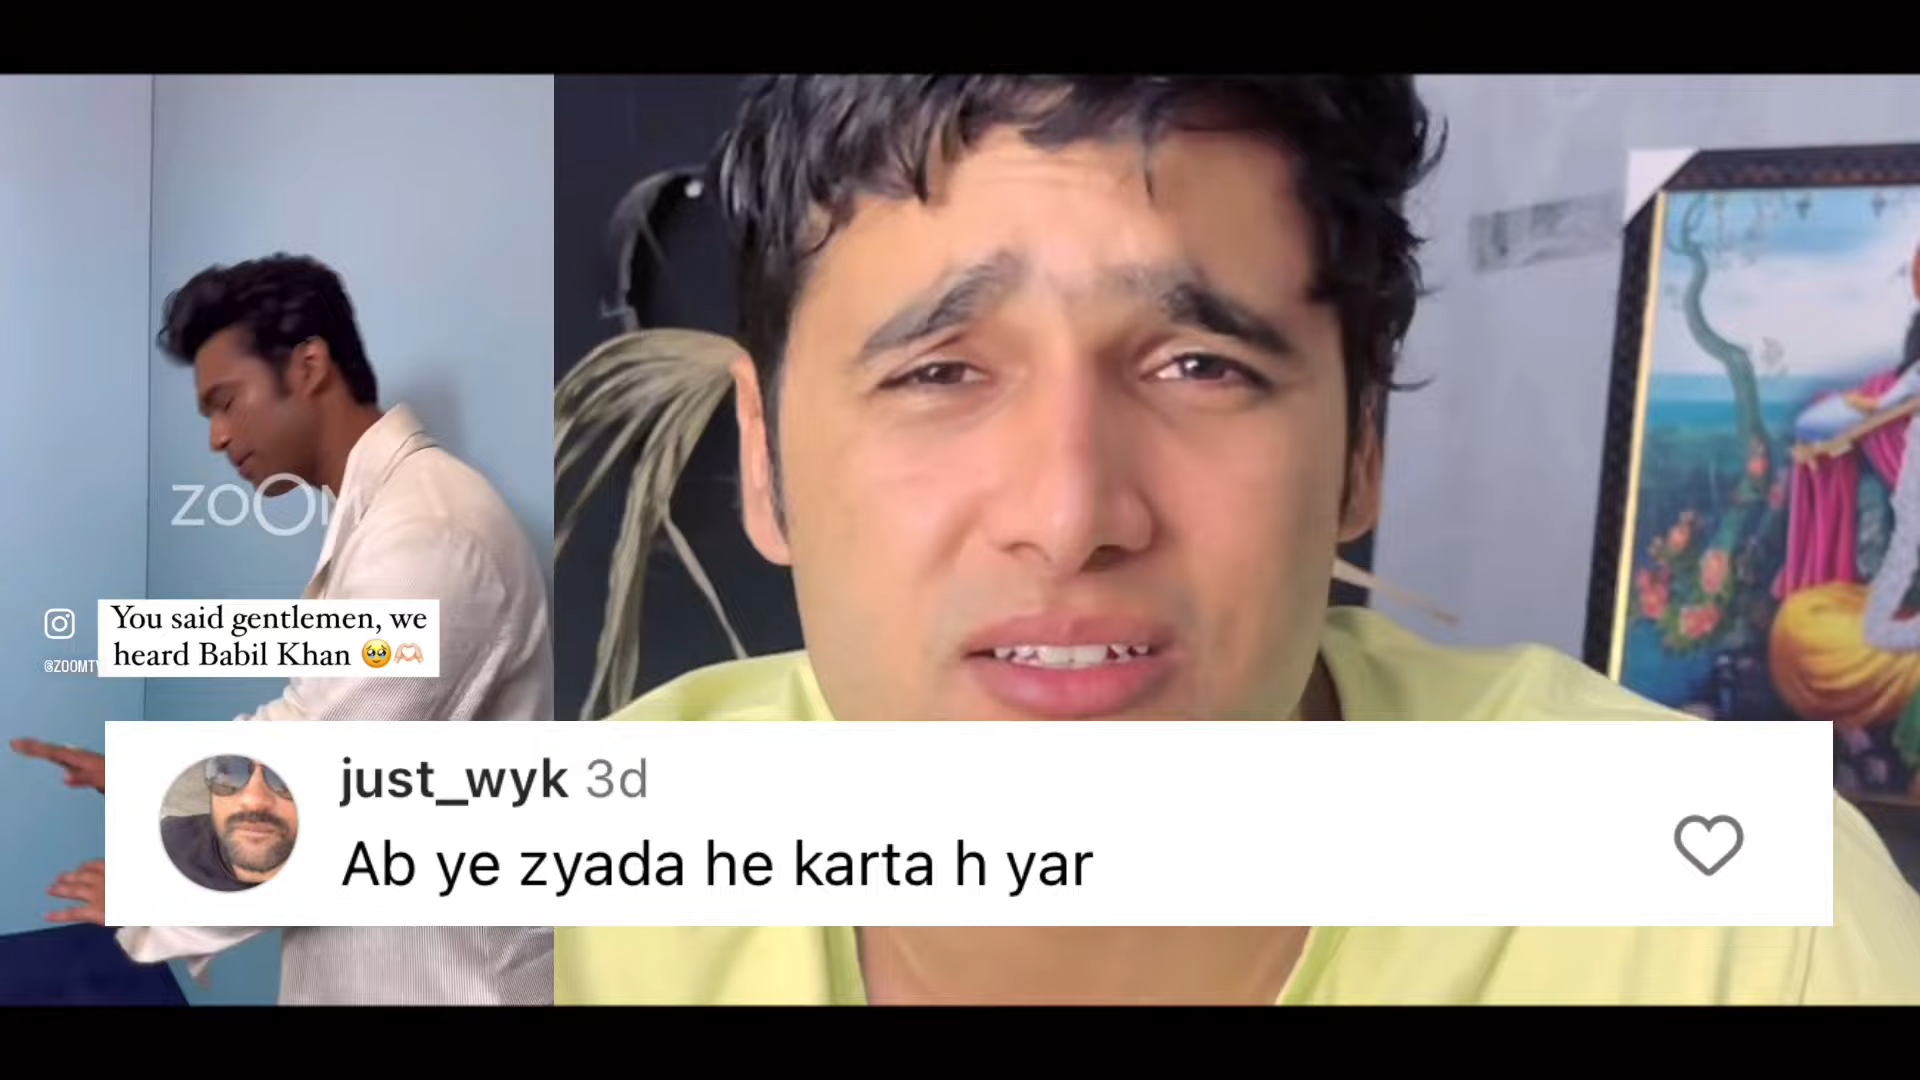 ZOOM
You said gentlemen, we
heard Babil Khan 🥹🫶🏻
@ZOOMTV
just_wyk 3d
Ab ye zyada he karta h yar